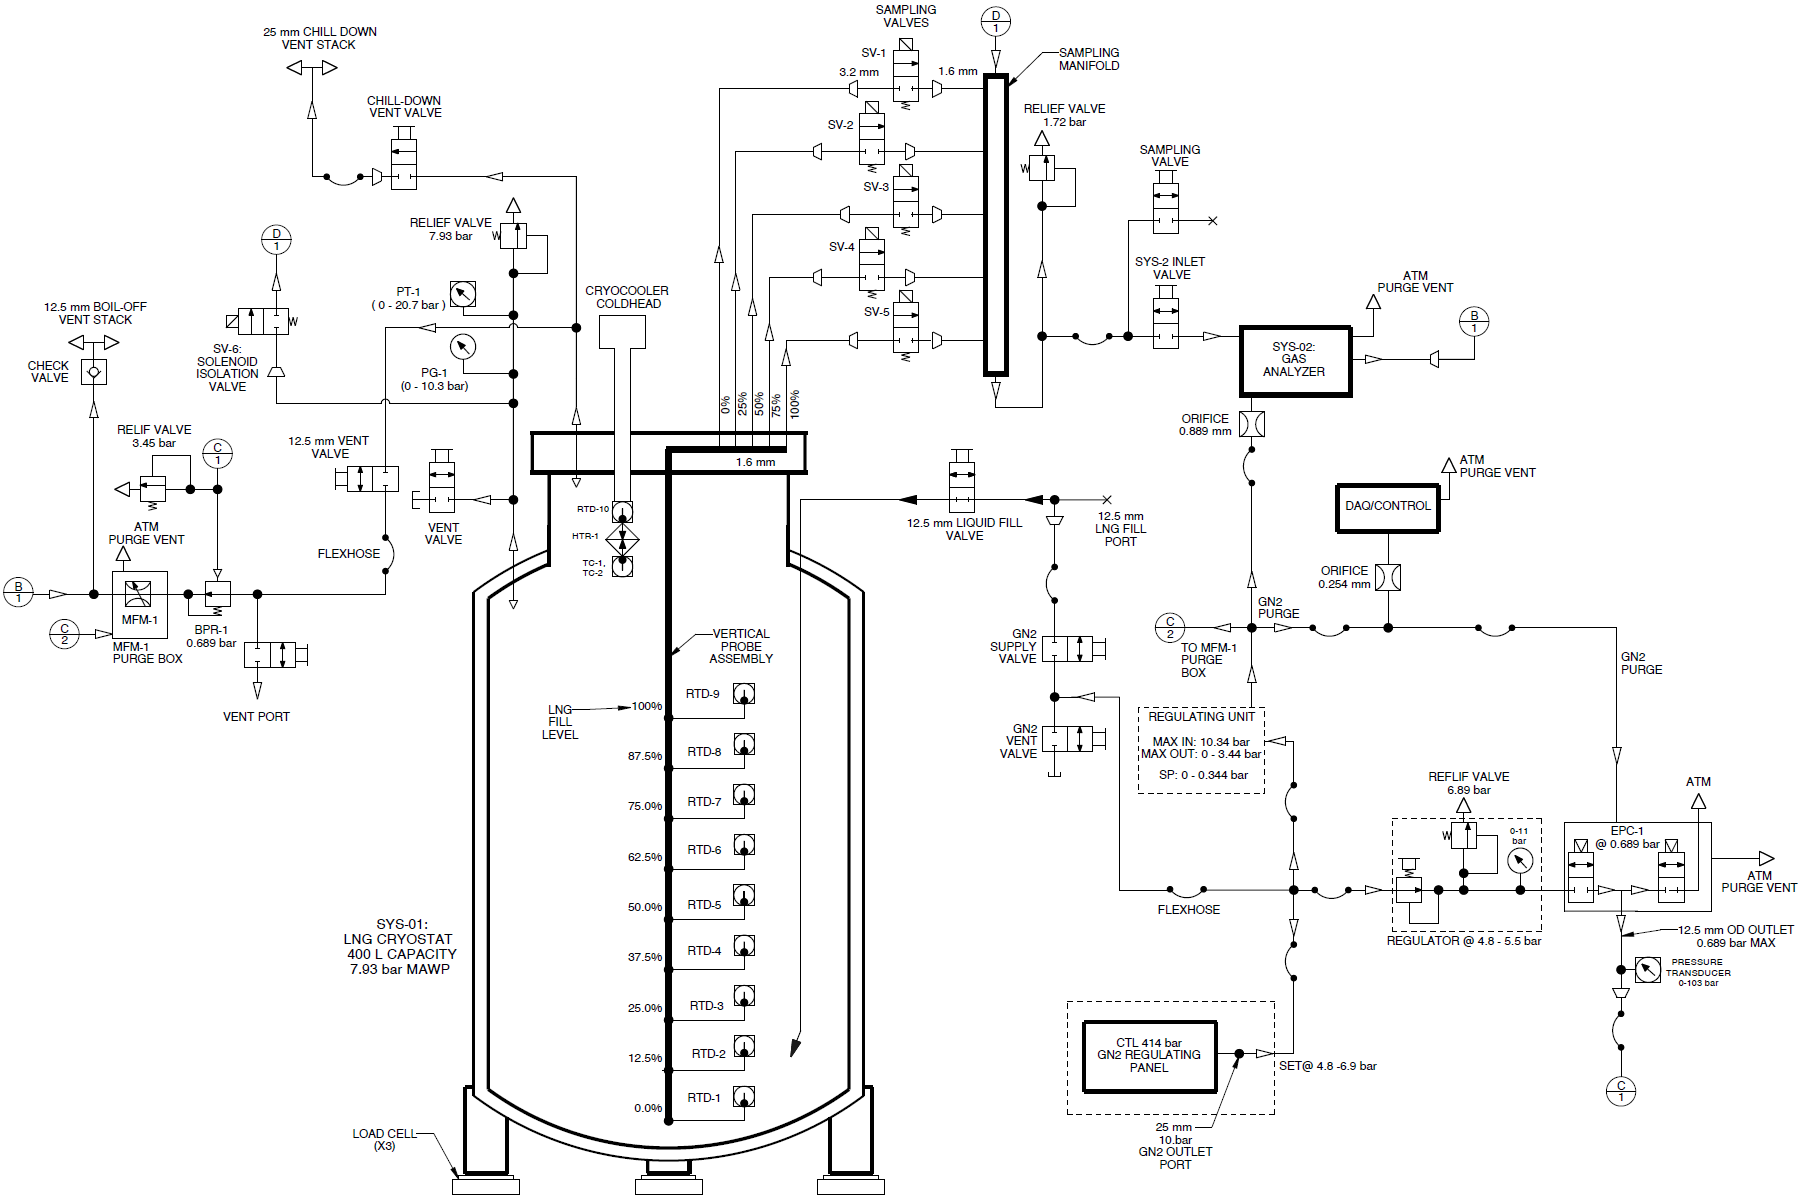 SAMPLING
VALVES
D
1
25 mm CHILL DOWN
VENT STACK
SV-1
3.2 mm
1.6 mm
SAMPLING
MANIFOLD
CHILL-DOWN
VENT VALVE
SV-2
RELIEF VALVE
1.72 bar
SAMPLING
VALVE
SV-3
RELIEF VALVE
7.93 bar
D
1
SV-4
SYS-2 INLET
VALVE
PT-1
( 0 - 20.7 bar )
CRYOCOOLER
COLDHEAD
ATM
PURGE VENT
12.5 mm BOIL-OFF
VENT STACK
SV-5
B
1
SV-6:
SOLENOID
ISOLATION
VALVE
CHECK
VALVE
PG-1
(0 - 10.3 bar)
SYS-02:
GAS
ANALYZER
0%
25%
50%
75%
100%
ORIFICE
0.889 mm
RELIF VALVE
3.45 bar
C
1
12.5 mm VENT
VALVE
1.6 mm
ATM
PURGE VENT
DAQ/CONTROL
RTD-10
HTR-1
TC-1,
TC-2
VENT
VALVE
12.5 mm LIQUID FILL
VALVE
12.5 mm
LNG FILL
PORT
ATM
PURGE VENT
FLEXHOSE
ORIFICE
0.254 mm
B
1
MFM-1
C
2
MFM-1
PURGE BOX
BPR-1
0.689 bar
VENT PORT
GN2
PURGE
C
2
TO MFM-1
PURGE
BOX
GN2
SUPPLY
VALVE
GN2
PURGE
VERTICAL
PROBE
ASSEMBLY
LNG
FILL
LEVEL
100%
RTD-9
87.5%
RTD-8
75.0%
RTD-7
62.5%
RTD-6
50.0%
RTD-5
37.5%
RTD-4
25.0%
RTD-3
12.5%
RTD-2
0.0%
RTD-1
GN2
VENT
VALVE
REGULATING UNIT
MAX IN: 10.34 bar
MAX OUT: 0 - 3.44 bar
SP: 0 - 0.344 bar
REFLIF VALVE
6.89 bar
0-11
bar
ATM
EPC-1
@ 0.689 bar
ATM
PURGE VENT
FLEXHOSE
REGULATOR @ 4.8 - 5.5 bar
12.5 mm OD OUTLET
0.689 bar MAX
PRESSURE
TRANSDUCER
0-103 bar
SYS-01:
LNG CRYOSTAT
400 L CAPACITY
7.93 bar MAWP
CTL 414 bar
GN2 REGULATING
PANEL
SET@ 4.8 -6.9 bar
C
1
25 mm
10.bar
GN2 OUTLET
PORT
LOAD CELL
(X3)